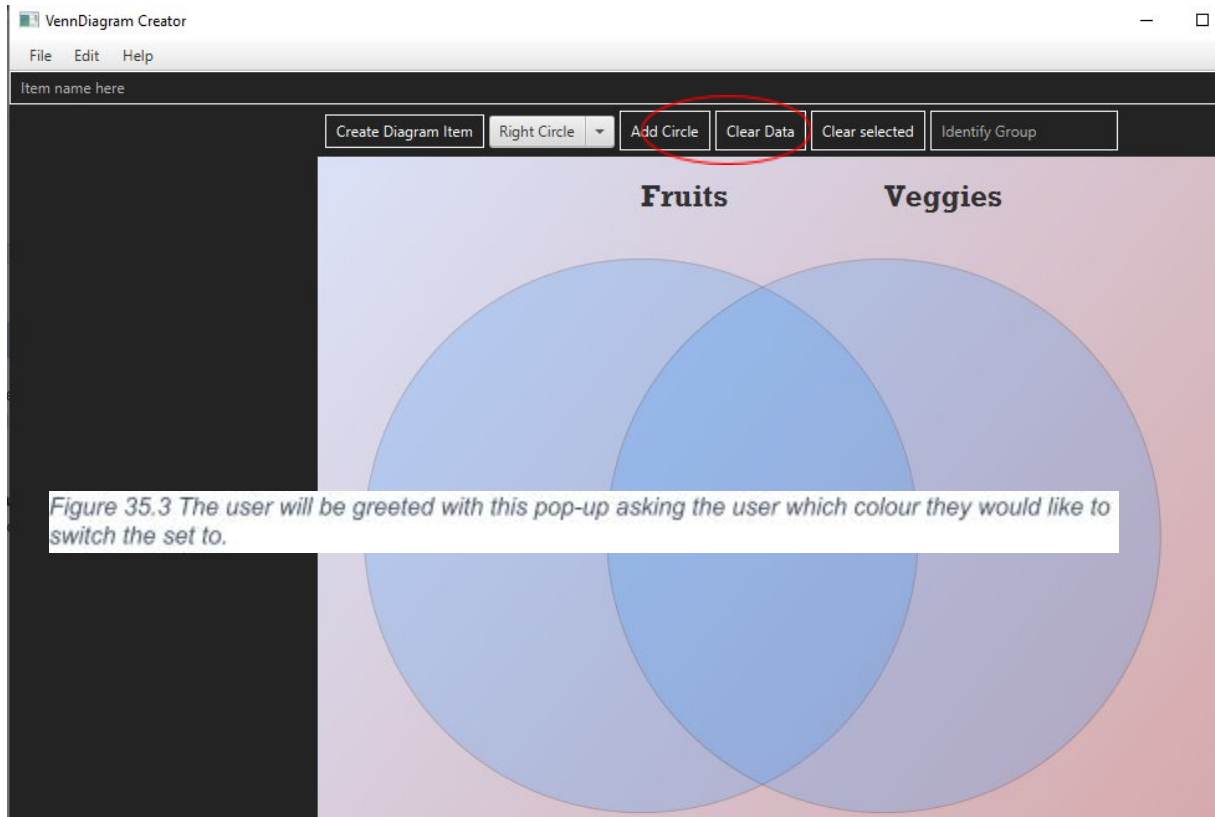 VennDiagram Creator
File Edit Help
Item name here
Create Diagram Item Right Circle Add Circle Clear Data Clear selected Identify Group
Fruits Veggies
Figure 35.3 The user will be greeted with this pop-up asking the user which colour they would like to
switch the set to.